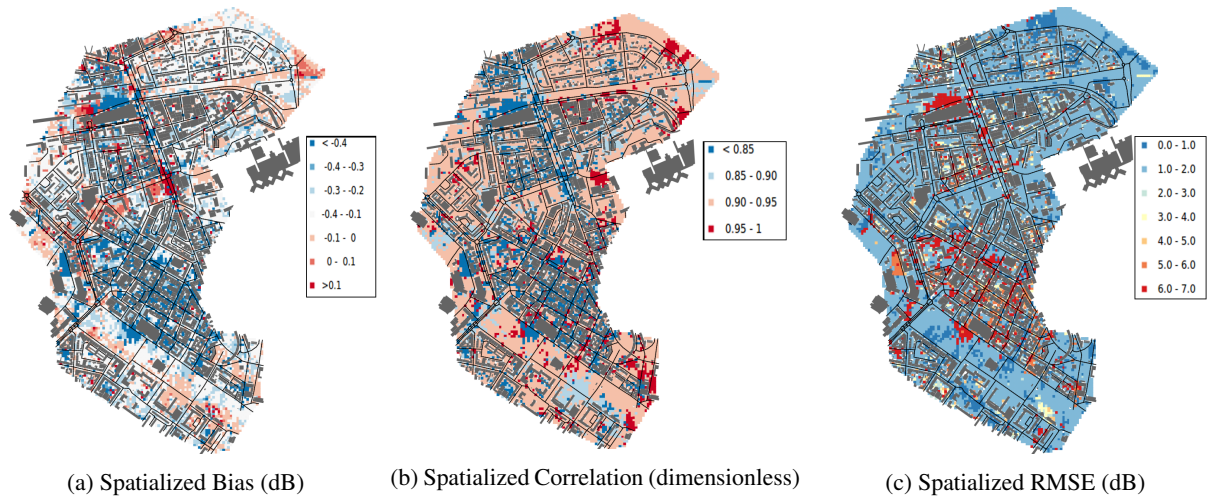 < -0.4
-0.4 - -0.3
-0.3 - -0.2
-0.4 - -0.1
-0.1 - 0
0 - 0.1
>0.1
< 0.85
0.85 - 0.90
0.90 - 0.95
0.95 - 1
0.0 - 1.0
1.0 - 2.0
2.0 - 3.0
3.0 - 4.0
4.0 - 5.0
5.0 - 6.0
6.0 - 7.0
(a) Spatialized Bias (dB)
(b) Spatialized Correlation (dimensionless)
(c) Spatialized RMSE (dB)